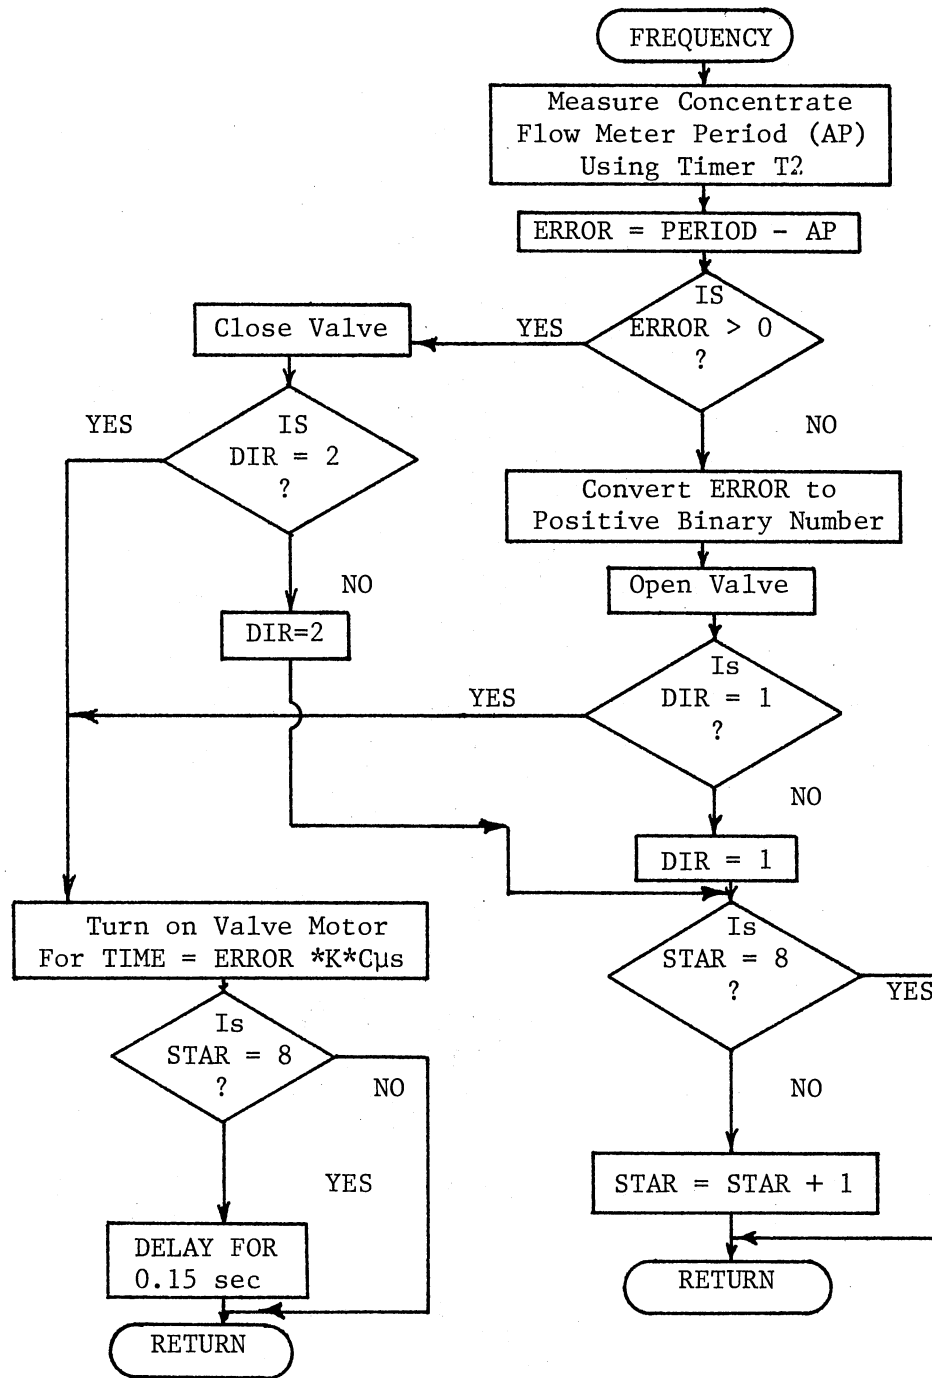 FREQUENCY
Measure Concentrate
Flow Meter Period (AP)
Using Timer T2
ERROR = PERIOD - AP
IS
ERROR > 0
?
YES
NO
Close Valve
IS
DIR = 2
?
YES
NO
DIR=2
Convert ERROR to
Positive Binary Number
Open Valve
Is
DIR = 1
?
YES
NO
DIR = 1
Turn on Valve Motor
For TIME = ERROR *K*Cμs
Is
STAR = 8
?
NO
YES
DELAY FOR
0.15 sec
RETURN
Is
STAR = 8
?
YES
NO
STAR = STAR + 1
RETURN